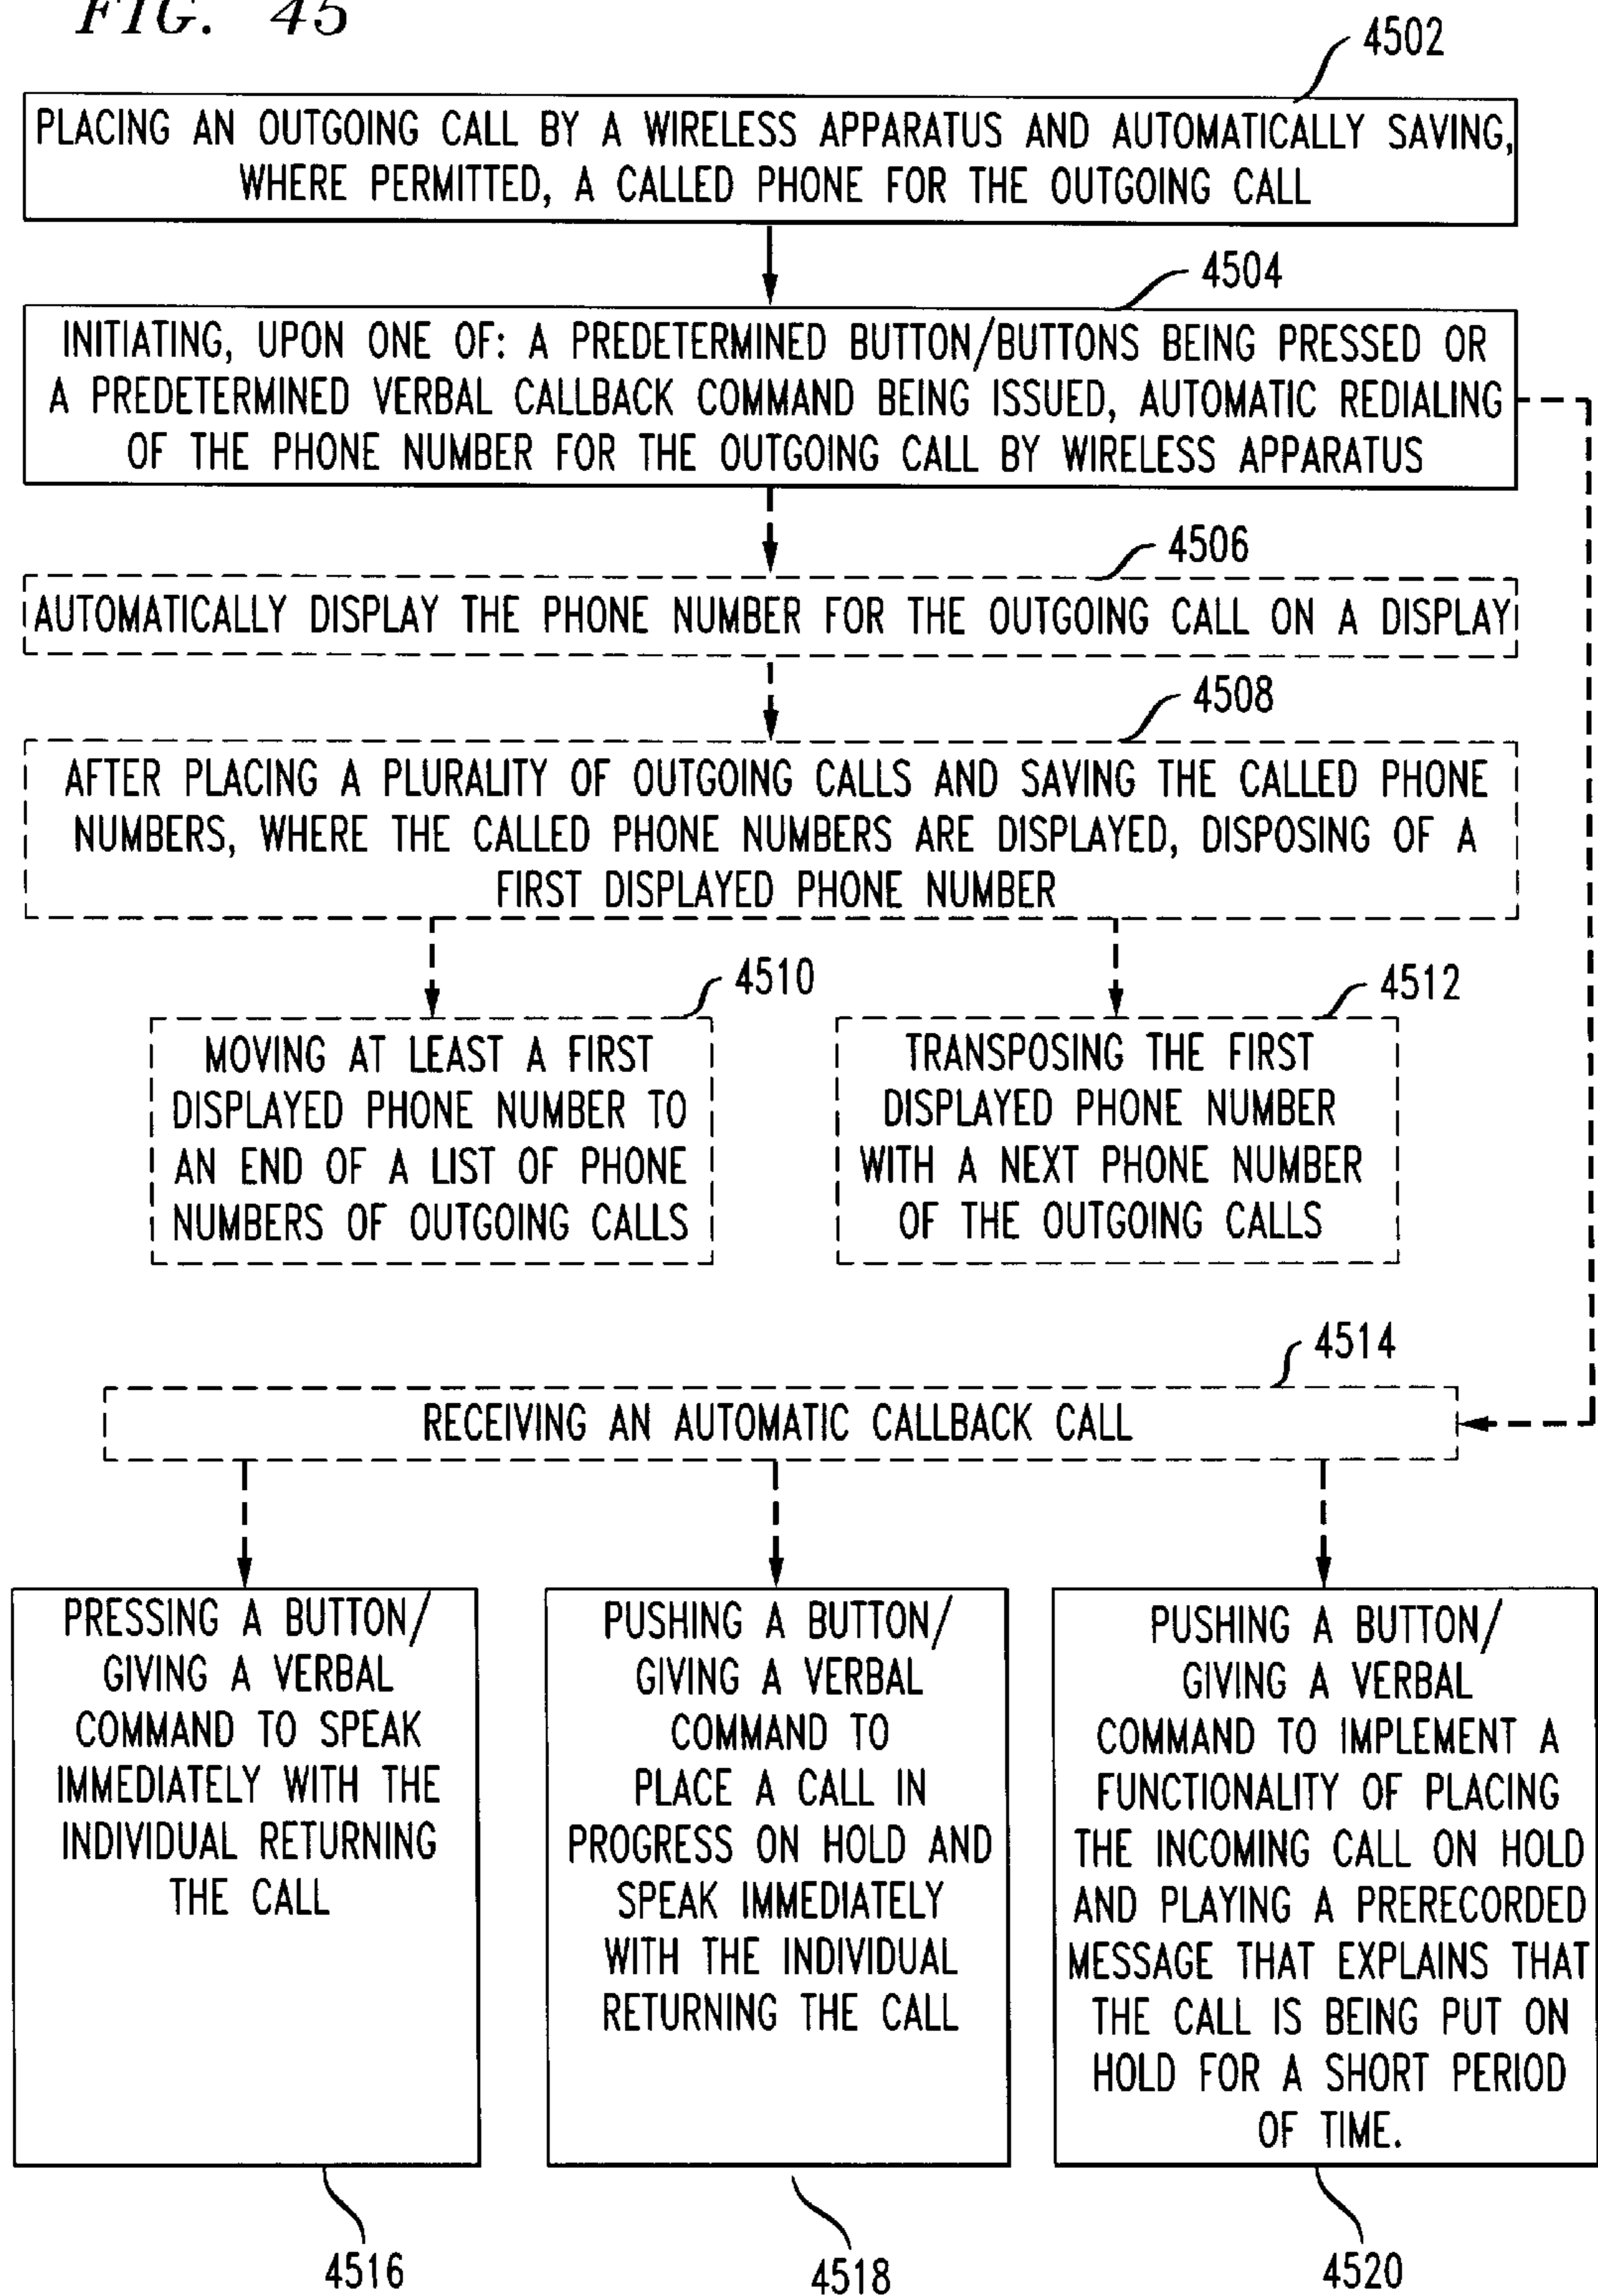 FIG. 45
4502
PLACING AN OUTGOING CALL BY A WIRELESS APPARATUS AND AUTOMATICALLY SAVING,
WHERE PERMITTED, A CALLED PHONE FOR THE OUTGOING CALL
4504
INITIATING, UPON ONE OF: A PREDETERMINED BUTTON/BUTTONS BEING PRESSED OR
A PREDETERMINED VERBAL CALLBACK COMMAND BEING ISSUED, AUTOMATIC REDIALING
OF THE PHONE NUMBER FOR THE OUTGOING CALL BY WIRELESS APPARATUS
4506
AUTOMATICALLY DISPLAY THE PHONE NUMBER FOR THE OUTGOING CALL ON A DISPLAY
4508
AFTER PLACING A PLURALITY OF OUTGOING CALLS AND SAVING THE CALLED PHONE
NUMBERS, WHERE THE CALLED PHONE NUMBERS ARE DISPLAYED, DISPOSING OF A
FIRST DISPLAYED PHONE NUMBER
4510
MOVING AT LEAST A FIRST
DISPLAYED PHONE NUMBER TO
AN END OF A LIST OF PHONE
NUMBERS OF OUTGOING CALLS
4512
TRANSPOSING THE FIRST
DISPLAYED PHONE NUMBER
WITH A NEXT PHONE NUMBER
OF THE OUTGOING CALLS
4514
RECEIVING AN AUTOMATIC CALLBACK CALL
PRESSING A BUTTON/
GIVING A VERBAL
COMMAND TO SPEAK
IMMEDIATELY WITH THE
INDIVIDUAL RETURNING
THE CALL
4516
PUSHING A BUTTON/
GIVING A VERBAL
COMMAND TO
PLACE A CALL IN
PROGRESS ON HOLD AND
SPEAK IMMEDIATELY
WITH THE INDIVIDUAL
RETURNING THE CALL
4518
PUSHING A BUTTON/
GIVING A VERBAL
COMMAND TO IMPLEMENT A
FUNCTIONALITY OF PLACING
THE INCOMING CALL ON HOLD
AND PLAYING A PRERECORDED
MESSAGE THAT EXPLAINS THAT
THE CALL IS BEING PUT ON
HOLD FOR A SHORT PERIOD
OF TIME.
4520